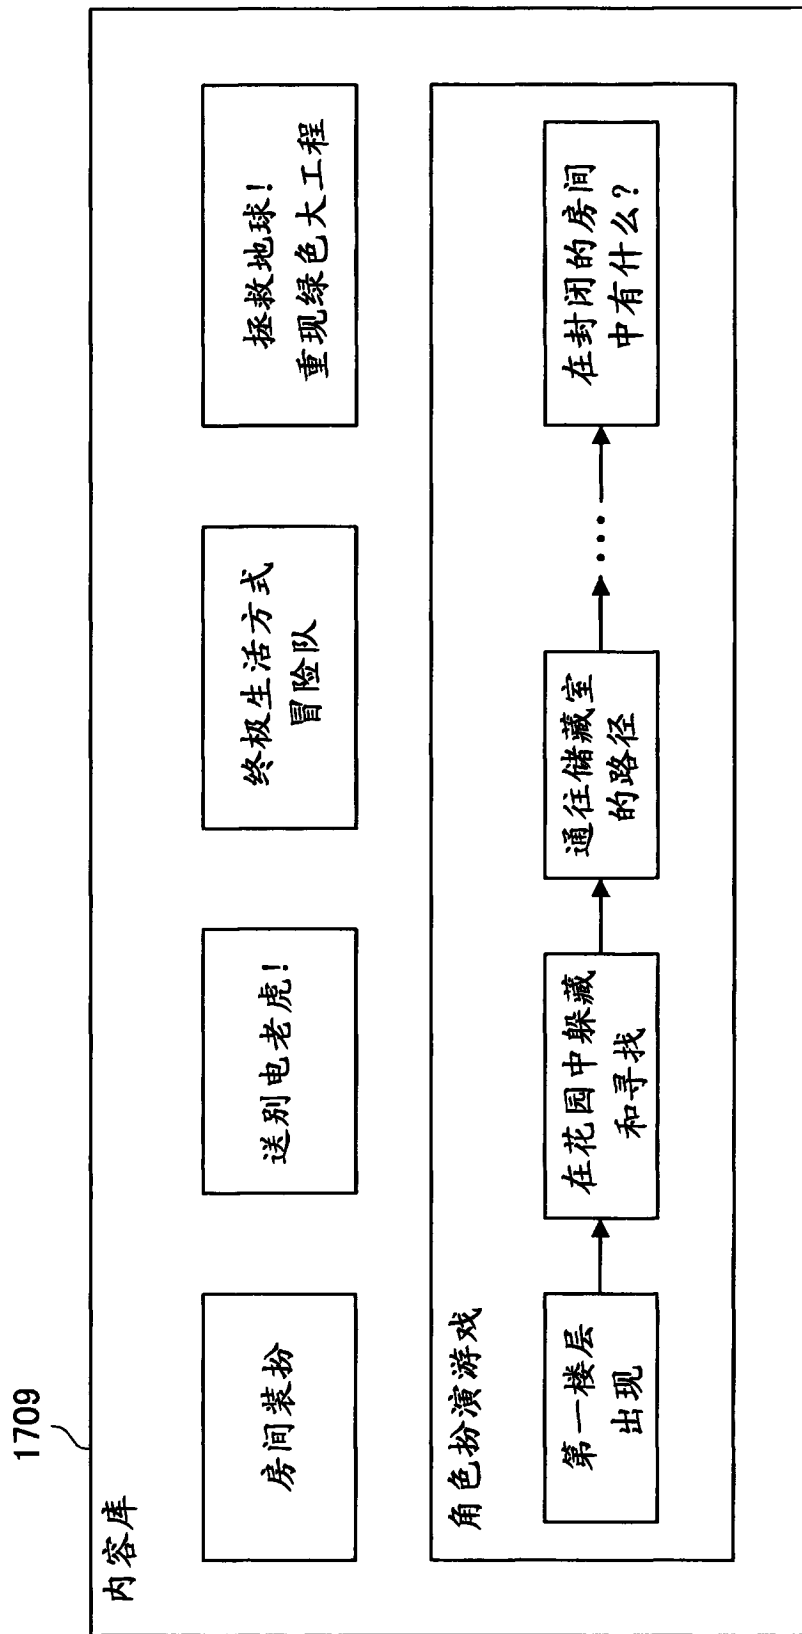 1709
内容库
房间装扮
送别电老虎!
终极生活方式
冒险队
拯救地球!
重现绿色大工程
角色扮演游戏
第一楼层
出现
在花园中躲藏
和寻找
通往储藏室
的路径
...
在封闭的房间
中有什么?